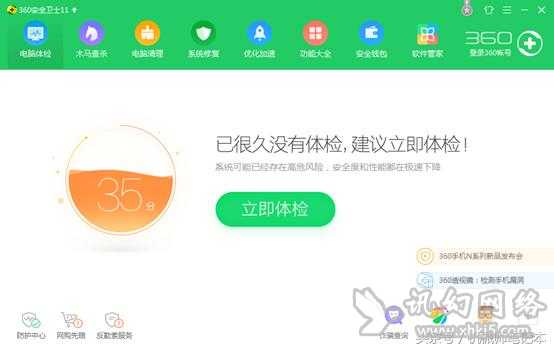 360安全卫士11
电脑体检 木马查杀 电脑清理 系统修复 优化加速 功能大全 安全钱包 软件管家
360
登录360帐号
已很久没有体检,建议立即体检!
系统可能已经存在高危风险,安全度和性能都在极速下降
35分
立即体检
360手机N系列新品发布会
360透视镜:检测手机漏洞
防护中心 网购先赔 反勒索服务 诈骗查询
讯幻网络
www.xhkj5.com